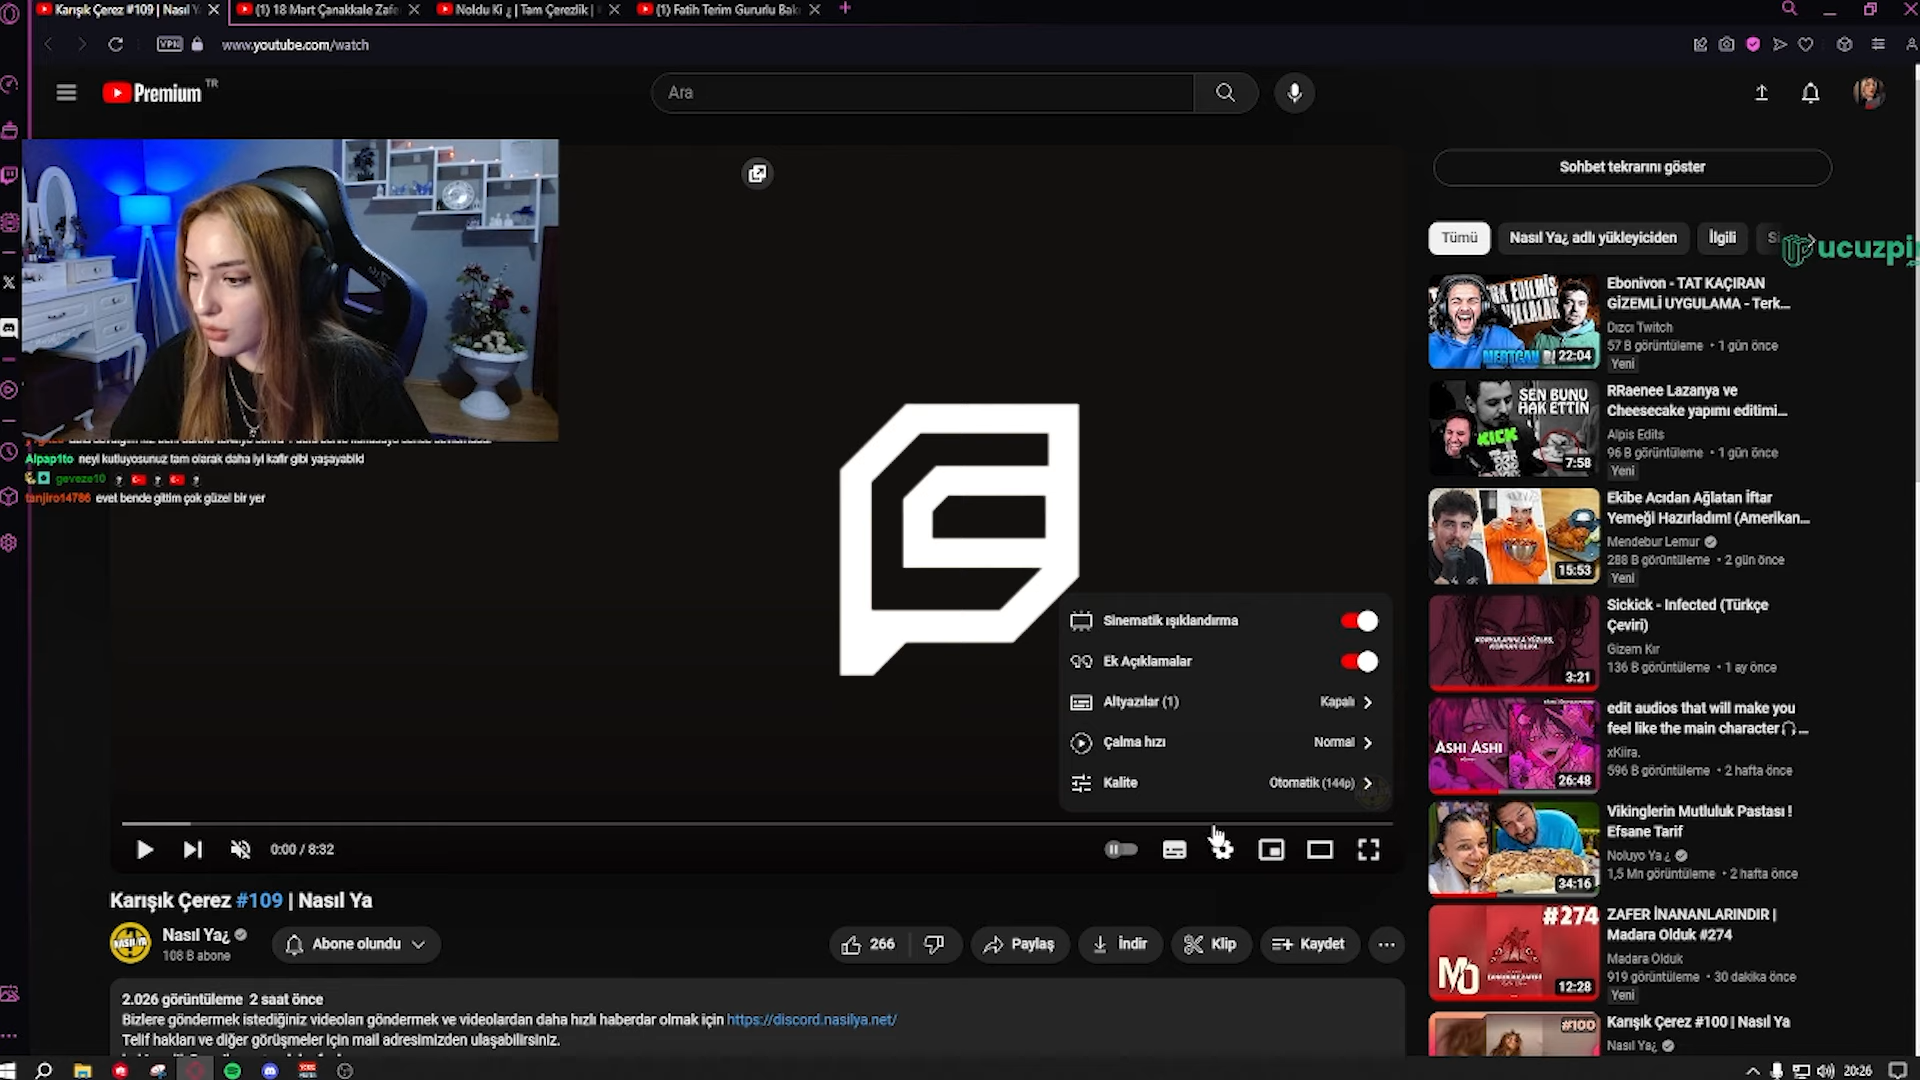 Karışık Çerez #109 | Nasıl Y
(1) 18 Mart Çanakkale Zafe
Noldu Ki ¿ | Tam Çerezlik |
(1) Fatih Terim Gururlu Bak
VPN
www.youtube.com/watch
Premium TR
Ara
Sohbet tekrarını göster
Tümü
Nasıl Ya¿ adlı yükleyiciden
İlgili
ucuzpi
Alpap1to neyi kutluyosunuz tam olarak daha iyi kafir gibi yaşayabild
geveze10
tanjiro14786 evet bende gittim çok güzel bir yer
Sinematik ışıklandırma
Ek Açıklamalar
Altyazılar (1) Kapalı
Çalma hızı Normal
Kalite Otomatik (144p)
0:00 / 8:32
Karışık Çerez #109 | Nasıl Ya
Nasıl Ya¿
108 B abone
Abone olundu
266
Paylaş
İndir
Klip
Kaydet
2.026 görüntüleme 2 saat önce
Bizlere göndermek istediğiniz videoları göndermek ve videolardan daha hızlı haberdar olmak için https://discord.nasilya.net/
Telif hakları ve diğer görüşmeler için mail adresimizden ulaşabilirsiniz.
22:04
Ebonivon - TAT KAÇIRAN
GİZEMLİ UYGULAMA - Terk...
Dızcı Twitch
57 B görüntüleme • 1 gün önce
Yeni
SEN BUNU
HAK ETTIN
KICK
7:58
RRaenee Lazanya ve
Cheesecake yapımı editimi...
Alpis Edits
96 B görüntüleme • 1 gün önce
Yeni
15:53
Ekibe Acıdan Ağlatan İftar
Yemeği Hazırladım! (Amerikan...
Mendebur Lemur
288 B görüntüleme • 2 gün önce
Yeni
3:21
Sickick - Infected (Türkçe
Çeviri)
Gizem Kır
136 B görüntüleme • 1 ay önce
ASHI ASHI
26:48
edit audios that will make you
feel like the main character🎧...
xKiira.
596 B görüntüleme • 2 hafta önce
34:16
Vikinglerin Mutluluk Pastası !
Efsane Tarif
Noluyo Ya ¿
1,5 Mn görüntüleme • 2 hafta önce
#274
MO
12:28
ZAFER İNANANLARINDIR |
Madara Olduk #274
Madara Olduk
919 görüntüleme • 30 dakika önce
Yeni
#100
Karışık Çerez #100 | Nasıl Ya
Nasıl Ya¿
20:26